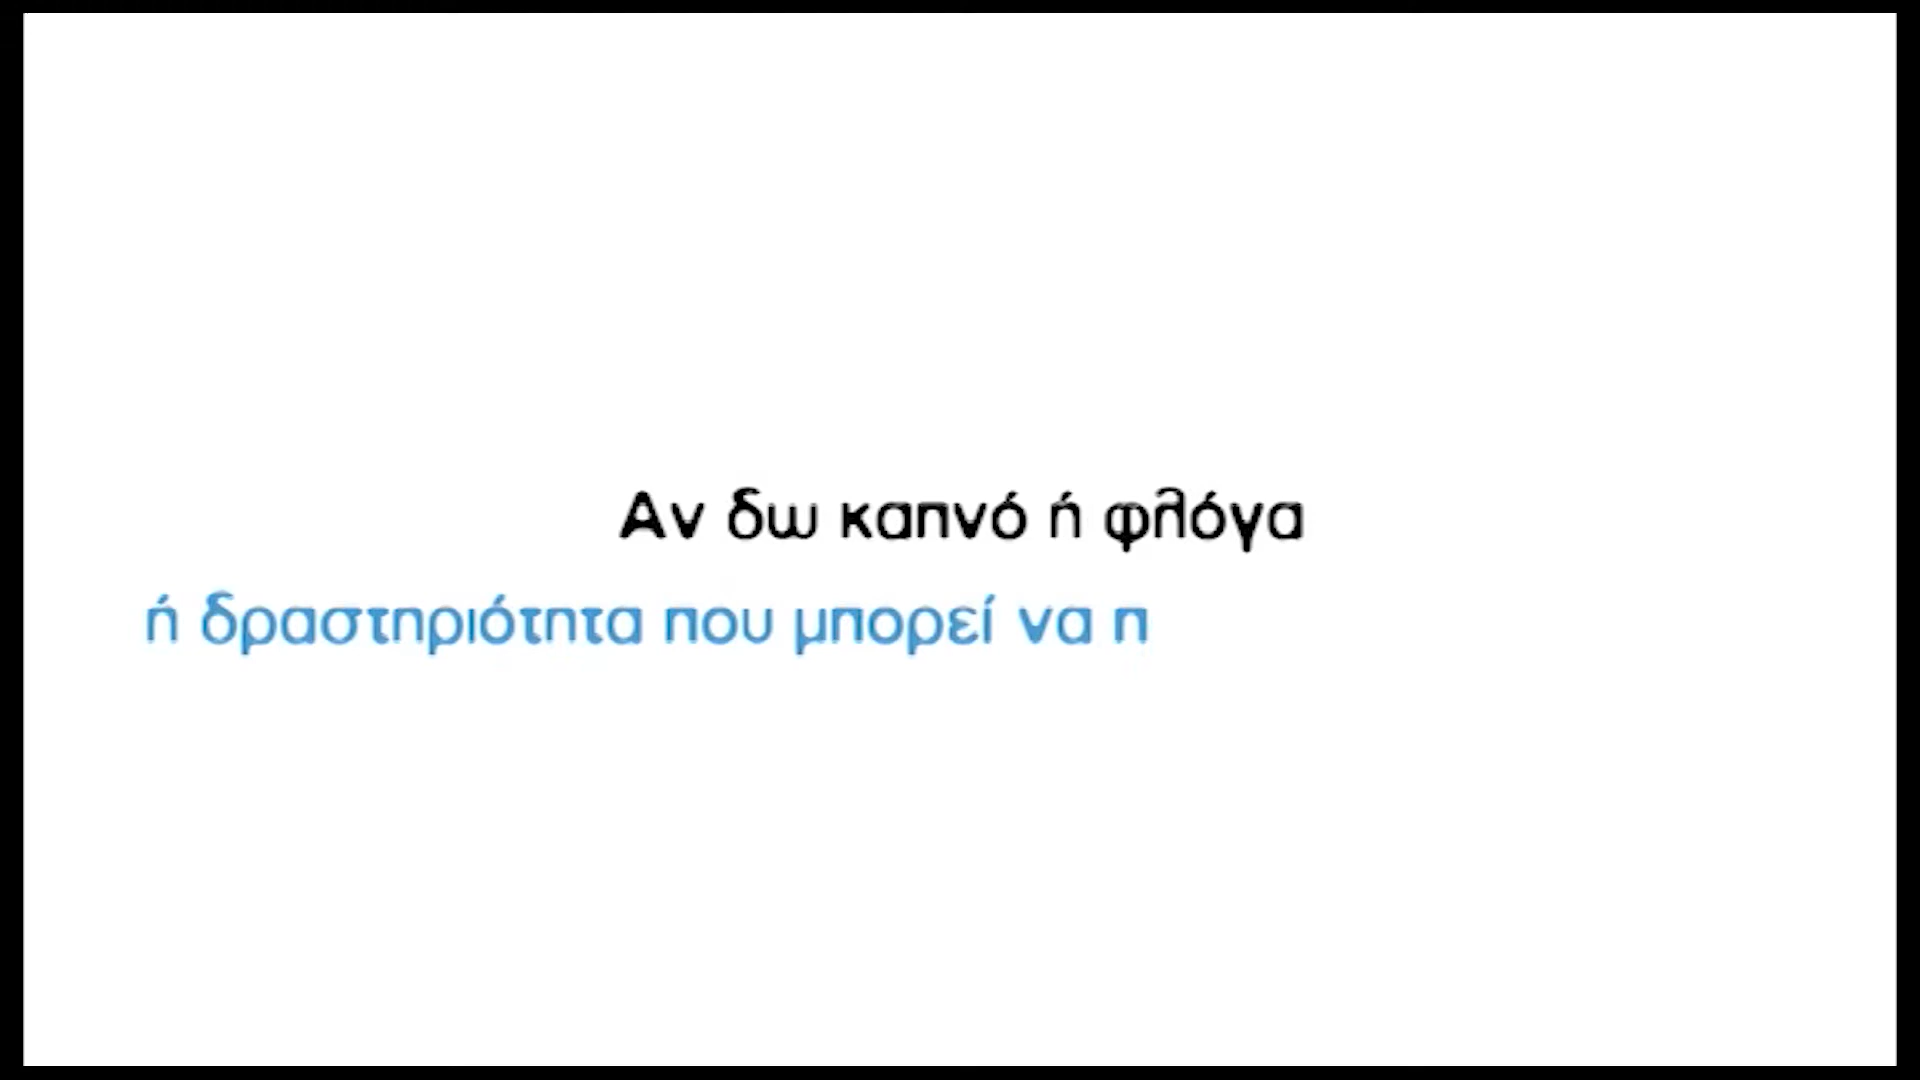 Αν δω καπνό ή φλόγα
ή δραστηριότητα που μπορεί να π